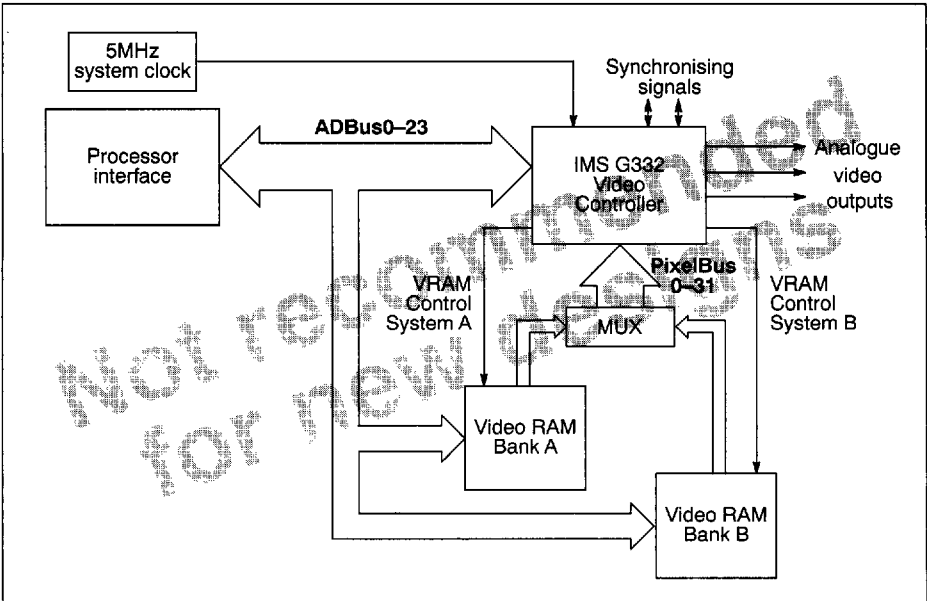 5MHz
system clock
Synchronising
signals
ADBus0–23
Processor
interface
IMS G332
Video
Controller
Analogue
video
outputs
VRAM
Control
System A
PixelBus
0–31
VRAM
Control
System B
MUX
Video RAM
Bank A
Video RAM
Bank B
Not recommended
for new designs